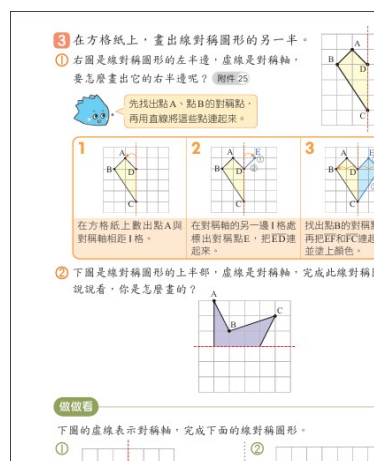 3 在方格紙上，畫出線對稱圖形的另一半。
① 右圖是線對稱圖形的左半邊，虛線是對稱軸，
要怎麼畫出它的右半邊呢？ 附件 25
A
B
D
C
先找出點A、點B的對稱點，
再用直線將這些點連起來。
1
A
B
D
C
在方格紙上數出點A與
對稱軸相距1格。
2
A
E
①
B
D
②
C
在對稱軸的另一邊1格處
標出對稱點E，把ED連
起來。
3
A
E
B
D
C
找出點B的對稱
再把EF和FC連
並塗上顏色。
② 下圖是線對稱圖形的上半部，虛線是對稱軸，完成此線對稱
說說看，你是怎麼畫的？
A
C
B
做做看
下圖的虛線表示對稱軸，完成下面的線對稱圖形。
①
②